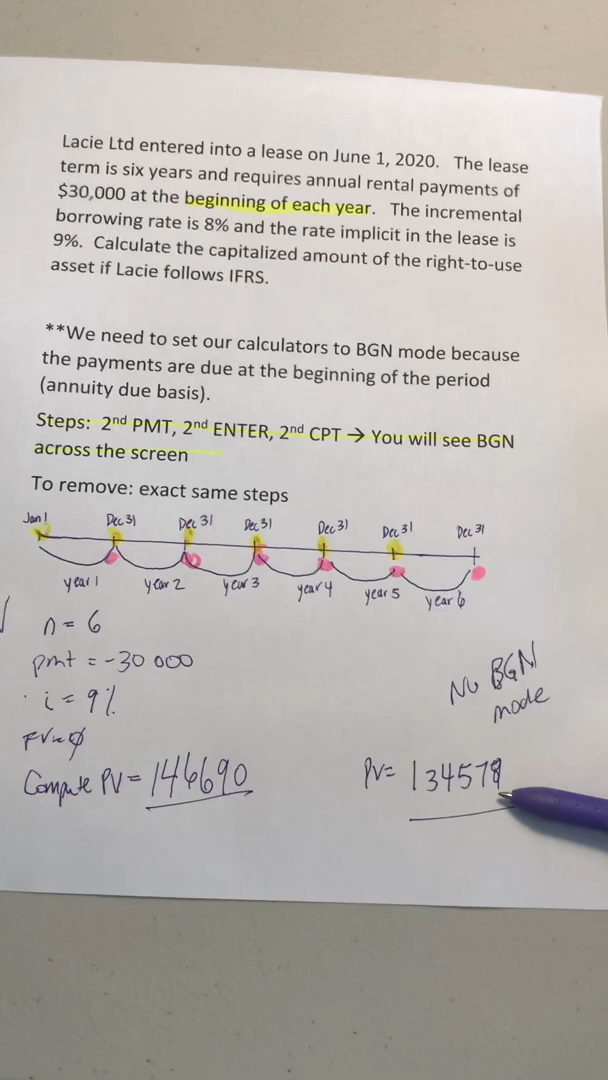 Lacie Ltd entered into a lease on June 1, 2020. The lease
term is six years and requires annual rental payments of
$30,000 at the beginning of each year. The incremental
borrowing rate is 8% and the rate implicit in the lease is
9%. Calculate the capitalized amount of the right-to-use
asset if Lacie follows IFRS.
**We need to set our calculators to BGN mode because
the payments are due at the beginning of the period
(annuity due basis).
Steps: 2nd PMT, 2nd ENTER, 2nd CPT → You will see BGN
across the screen
To remove: exact same steps
Jan 1 Dec 31 Dec 31 Dec 31 Dec 31 Dec 31 Dec 31
year 1 year 2 year 3 year 4 year 5 year 6
n = 6
pmt = -30 000
i = 9%
FV = ∅
Compute PV = 146690
No BGN
mode
PV = 134578